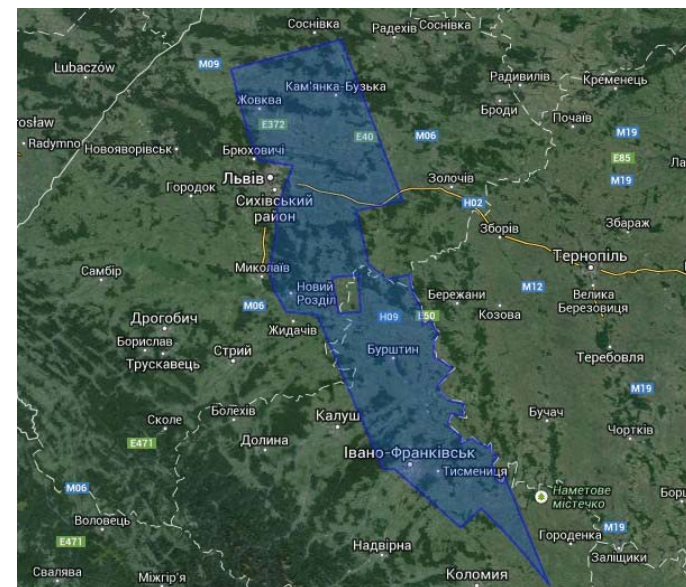 Соснівка
Радехів
Соснівка
Lubaczów
M09
Кам'янка-Бузька
Радивилів
Кременець
Жовква
Броди
Почаїв
E372
E40
M06
M19
Radymno
Новояворівськ
Брюховичі
E85
Львів
Золочів
M19
Городок
Сихівський
район
H02
Зборів
Збараж
Тернопіль
Самбір
Миколаїв
Новий
Розділ
Бережани
M12
Велика
Березовиця
M06
Козова
Дрогобич
Жидачів
H09
E50
Борислав
Трускавець
Стрий
Бурштин
Теребовля
M19
Сколе
Болехів
Калуш
Бучач
Чортків
E471
Долина
Івано-Франківськ
Тисмениця
M06
Наметове
містечко
Воловець
M19
E471
Городенка
Надвірна
Заліщики
Свалява
Міжгір'я
Коломия